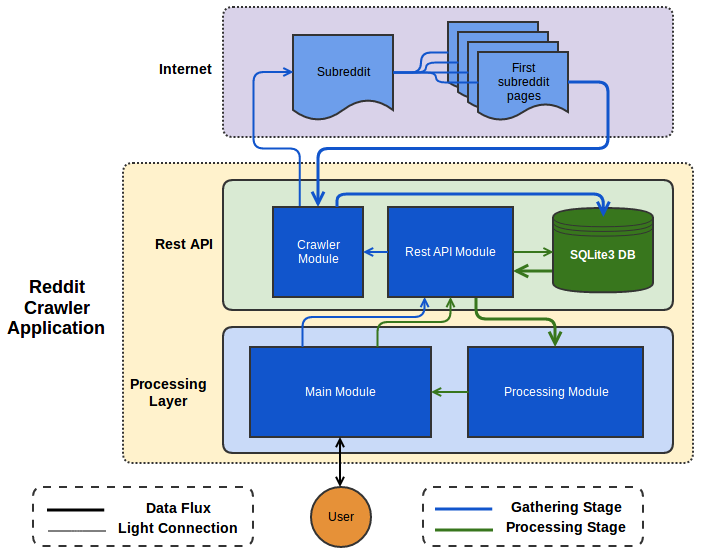 Internet
Subreddit
First
subreddit
pages
Reddit
Crawler
Application
Rest API
Crawler
Module
Rest API Module
SQLite3 DB
Processing
Layer
Main Module
Processing Module
User
Data Flux
Light Connection
Gathering Stage
Processing Stage